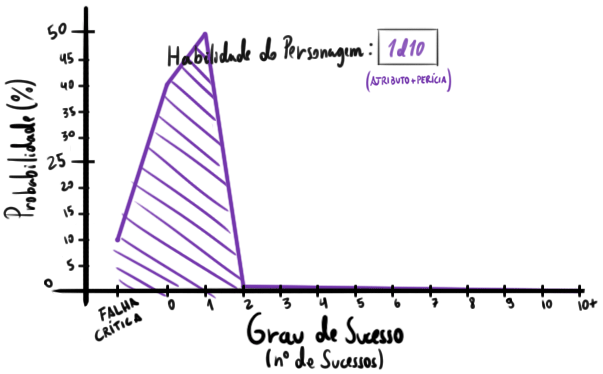 Habilidade do Personagem: 1d10
(ATRIBUTO+PERÍCIA)
Probabilidade (%)
50
45
40
35
30
25
20
15
10
5
0
FALHA CRÍTICA 0 1 2 3 4 5 6 7 8 9 10 10+
Grau de Sucesso
(nº de Sucessos)